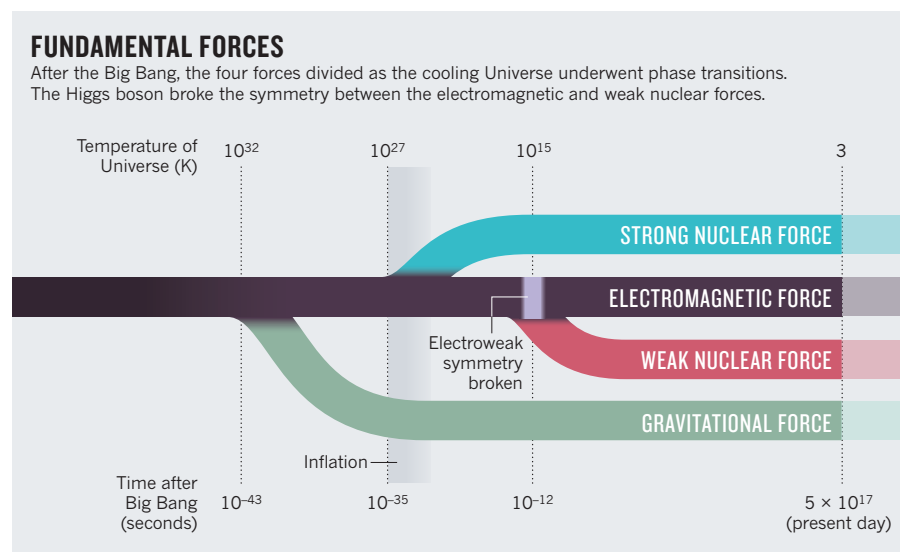 FUNDAMENTAL FORCES
After the Big Bang, the four forces divided as the cooling Universe underwent phase transitions.
The Higgs boson broke the symmetry between the electromagnetic and weak nuclear forces.
Temperature of
Universe (K)
10³²
10²⁷
10¹⁵
3
STRONG NUCLEAR FORCE
ELECTROMAGNETIC FORCE
Electroweak
symmetry
broken
WEAK NUCLEAR FORCE
GRAVITATIONAL FORCE
Inflation
Time after
Big Bang
(seconds)
10⁻⁴³
10⁻³⁵
10⁻¹²
5 × 10¹⁷
(present day)